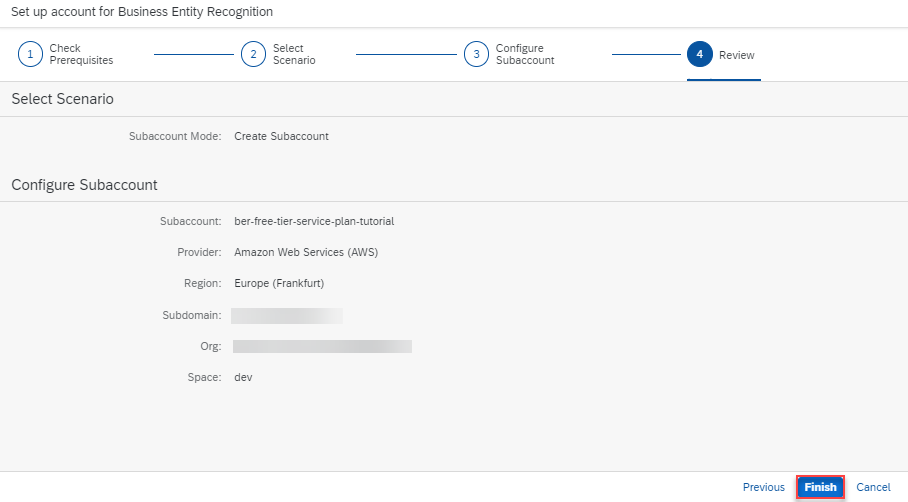 Set up account for Business Entity Recognition
1 Check Prerequisites
2 Select Scenario
3 Configure Subaccount
4 Review
Select Scenario
Subaccount Mode: Create Subaccount
Configure Subaccount
Subaccount: ber-free-tier-service-plan-tutorial
Provider: Amazon Web Services (AWS)
Region: Europe (Frankfurt)
Subdomain:
Org:
Space: dev
Previous Finish Cancel